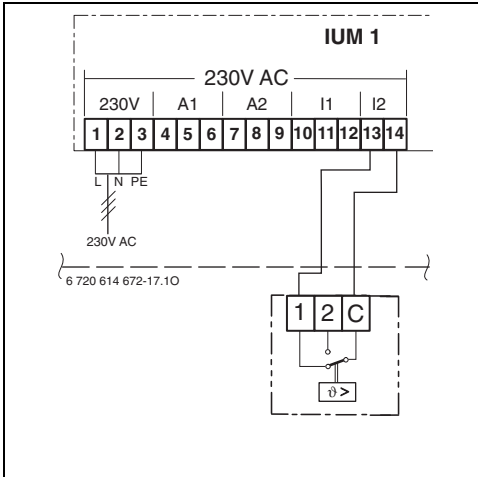 IUM 1
230V AC
230V A1 A2 I1 I2
1 2 3 4 5 6 7 8 9 10 11 12 13 14
L N PE
230V AC
6 720 614 672-17.1O
1 2 C
ϑ >